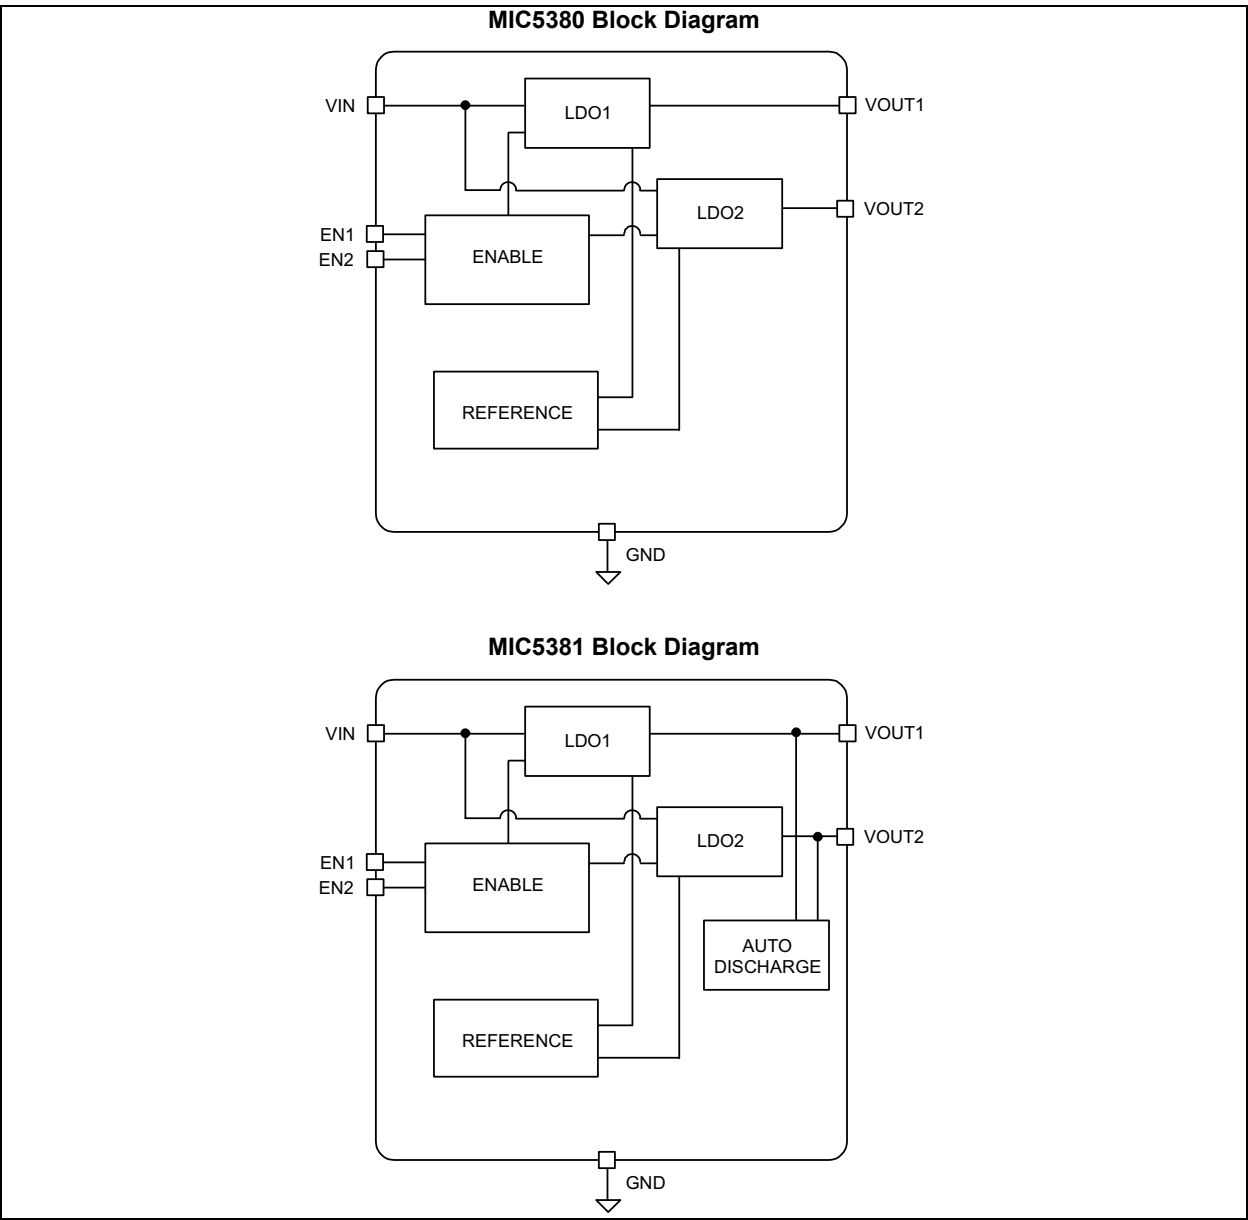 MIC5380 Block Diagram
VIN
LDO1
VOUT1
LDO2
VOUT2
EN1
EN2
ENABLE
REFERENCE
GND
MIC5381 Block Diagram
VIN
LDO1
VOUT1
LDO2
VOUT2
EN1
EN2
ENABLE
AUTO
DISCHARGE
REFERENCE
GND